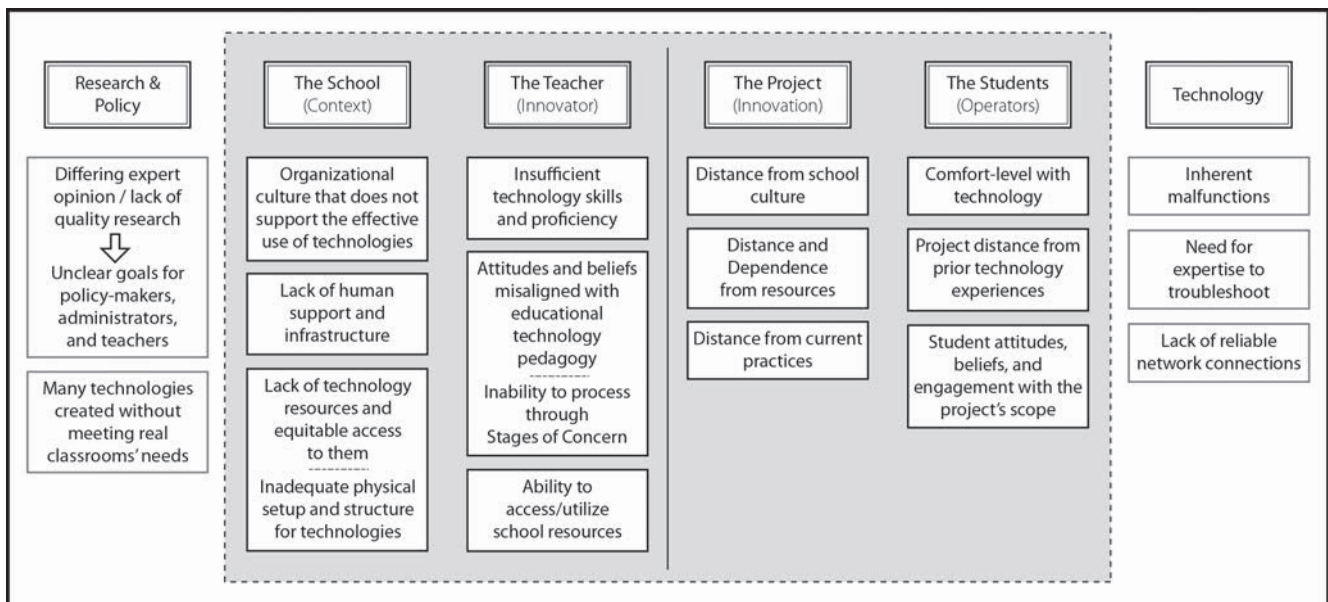 Research &
Policy
Differing expert
opinion / lack of
quality research
Unclear goals for
policy-makers,
administrators,
and teachers
Many technologies
created without
meeting real
classrooms' needs
The School
(Context)
Organizational
culture that does not
support the effective
use of technologies
Lack of human
support and
infrastructure
Lack of technology
resources and
equitable access
to them
Inadequate physical
setup and structure
for technologies
The Teacher
(Innovator)
Insufficient
technology skills
and proficiency
Attitudes and beliefs
misaligned with
educational
technology
pedagogy
Inability to process
through
Stages of Concern
Ability to
access/utilize
school resources
The Project
(Innovation)
Distance from school
culture
Distance and
Dependence
from resources
Distance from current
practices
The Students
(Operators)
Comfort-level with
technology
Project distance from
prior technology
experiences
Student attitudes,
beliefs, and
engagement with the
project's scope
Technology
Inherent
malfunctions
Need for
expertise to
troubleshoot
Lack of reliable
network connections